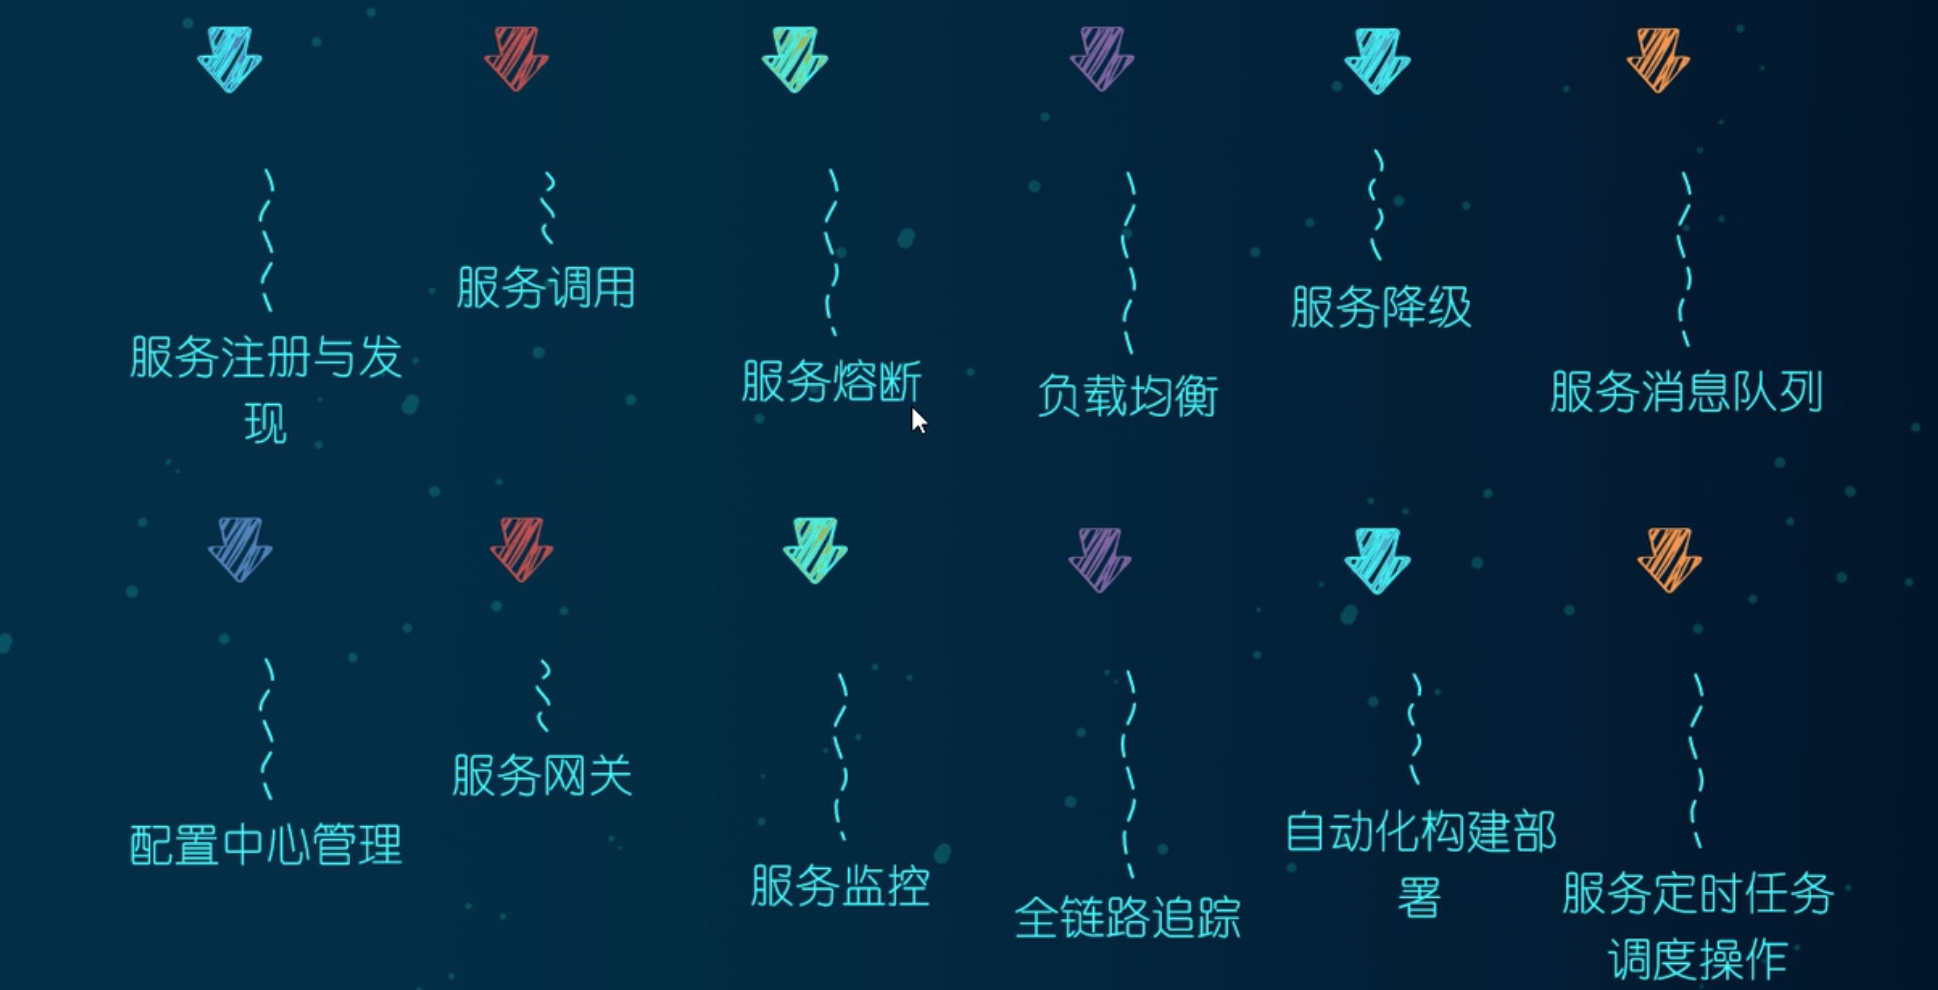 服务注册与发
现
服务调用
服务熔断
负载均衡
服务降级
服务消息队列
配置中心管理
服务网关
服务监控
全链路追踪
自动化构建部
署
服务定时任务
调度操作